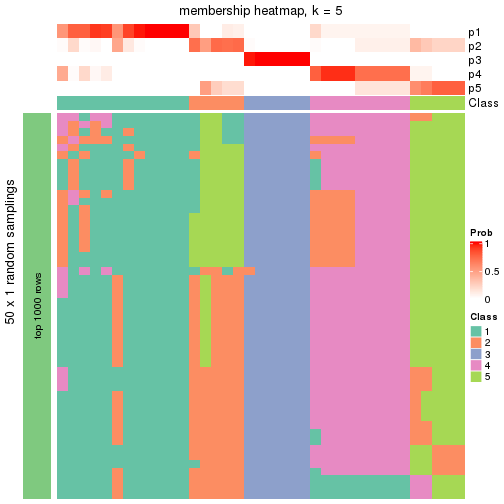 membership heatmap, k = 5
p1
p2
p3
p4
p5
Class
50 x 1 random samplings
top 1000 rows
Prob
1
0.5
0
Class
1
2
3
4
5